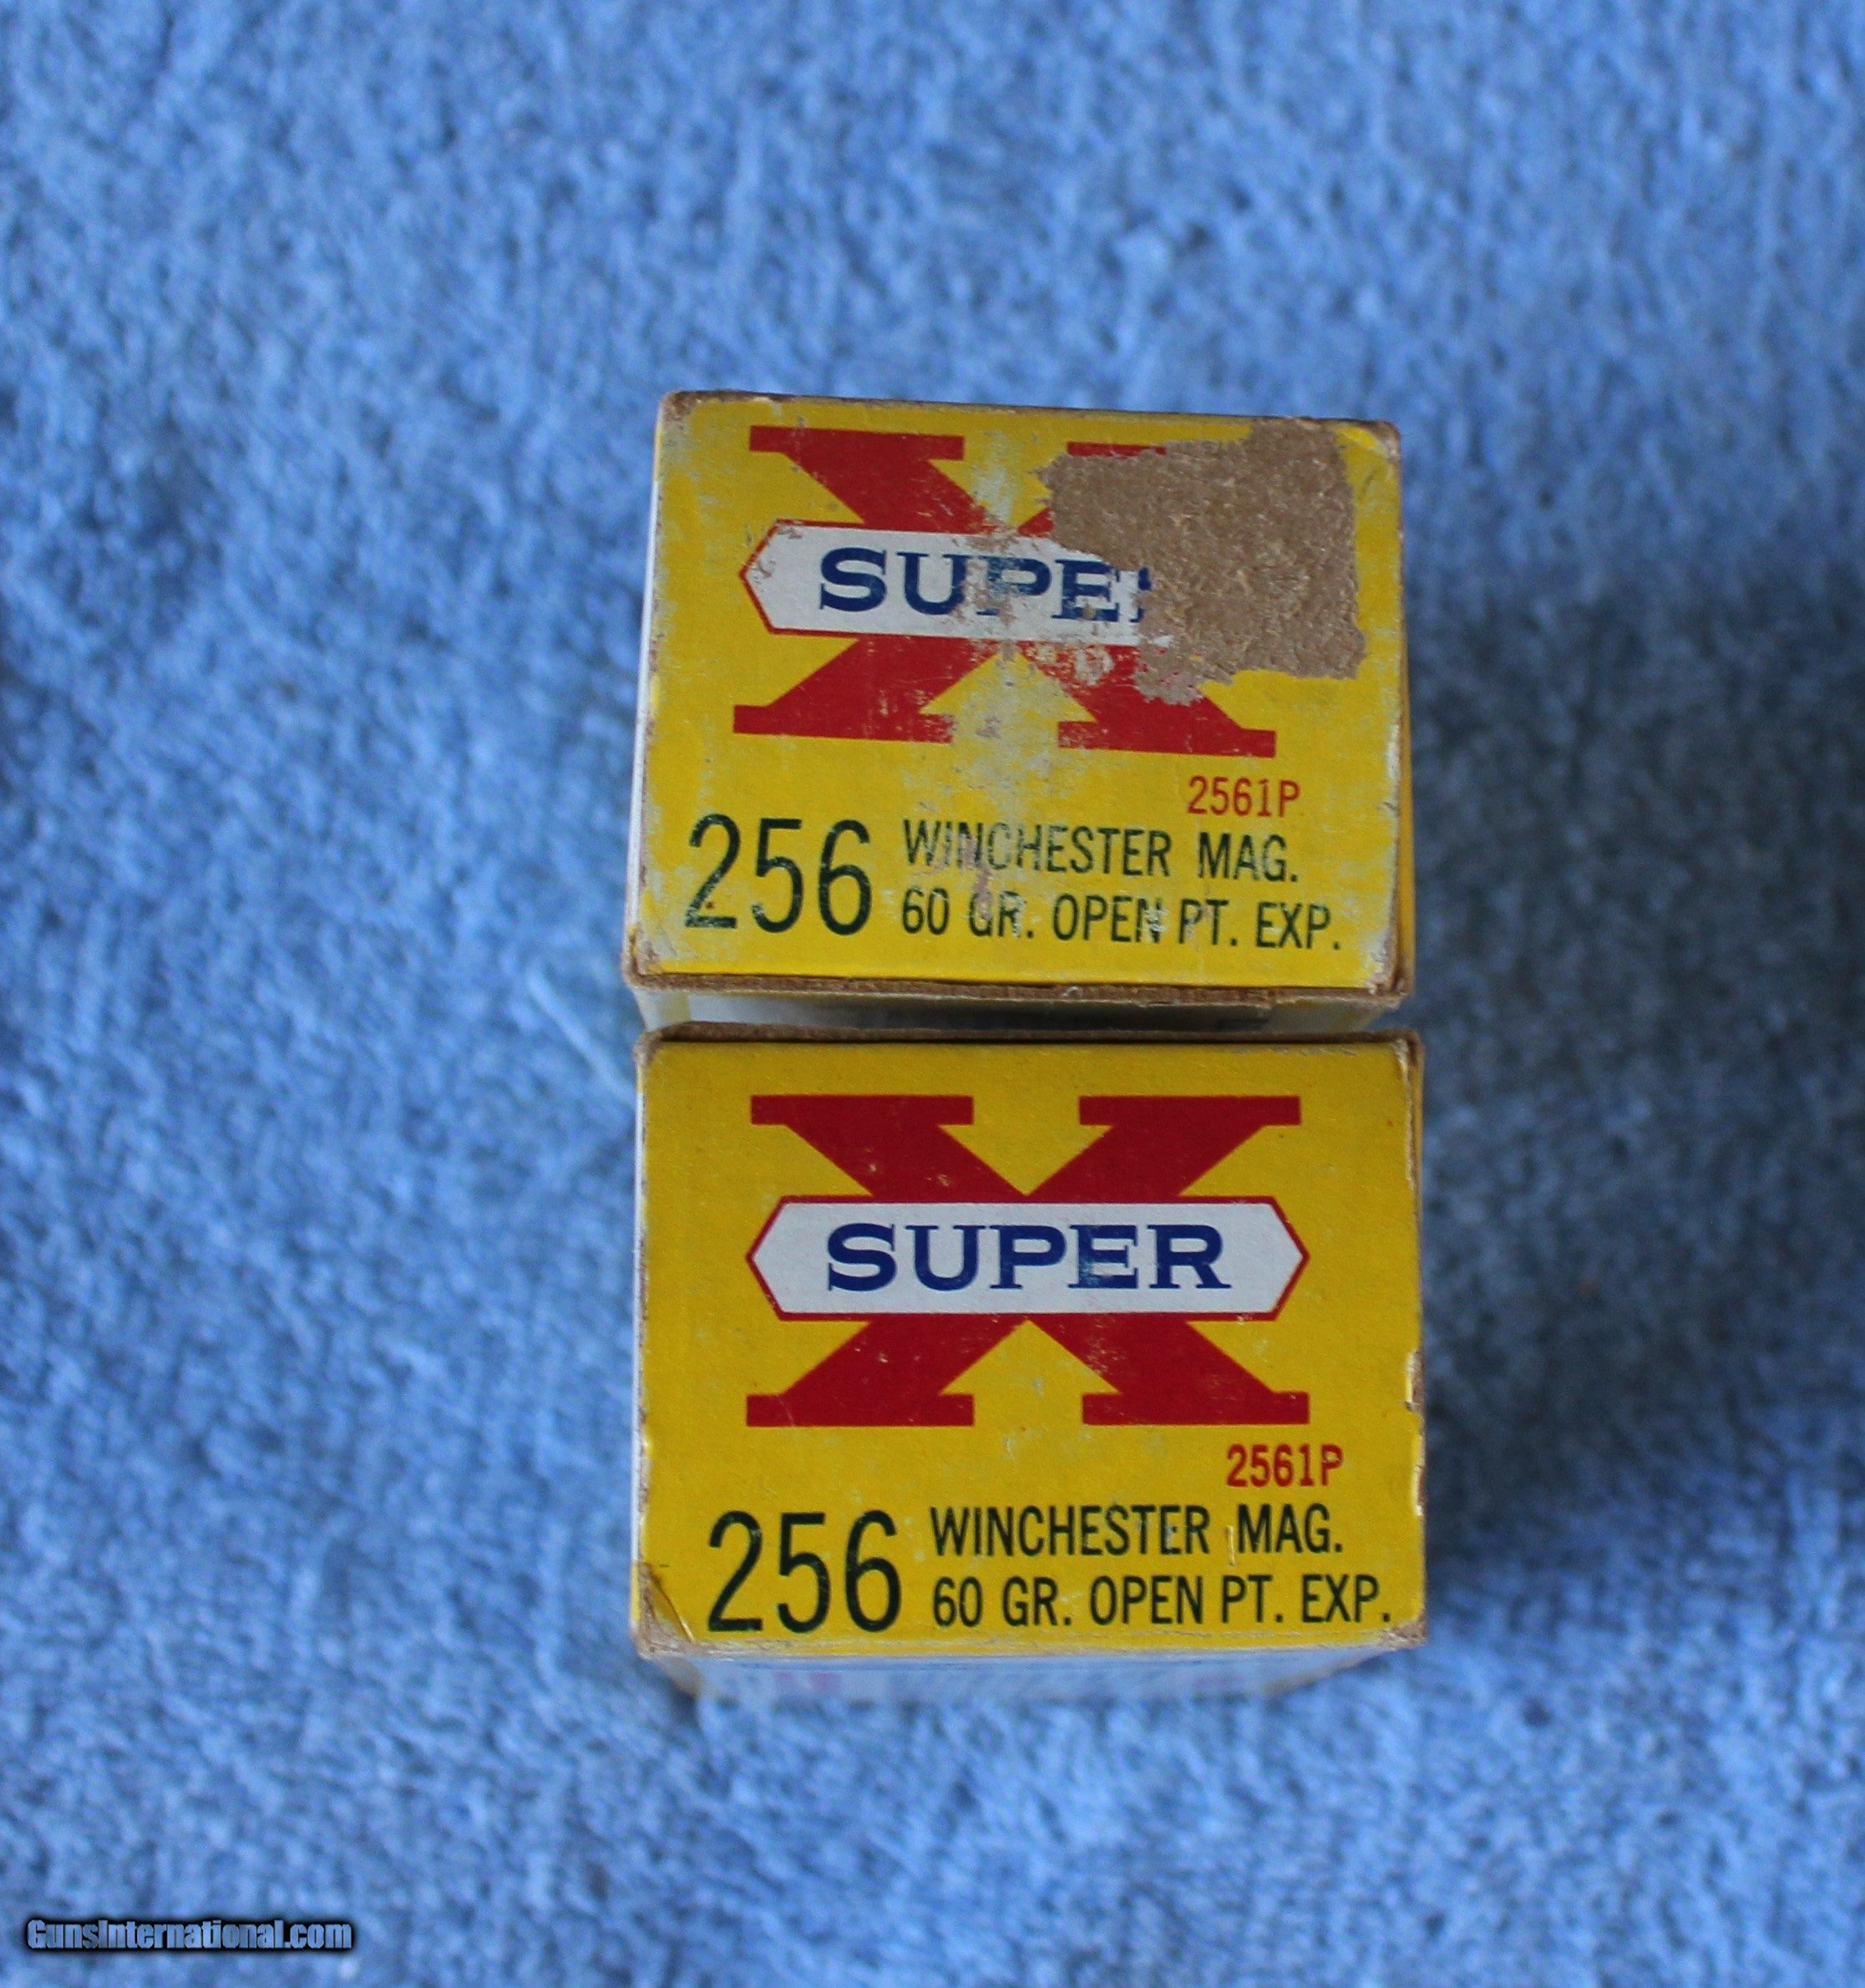 X
SUPE
2561P
256 WINCHESTER MAG.
60 GR. OPEN PT. EXP.
X
SUPER
2561P
256 WINCHESTER MAG.
60 GR. OPEN PT. EXP.
GunsInternational.com